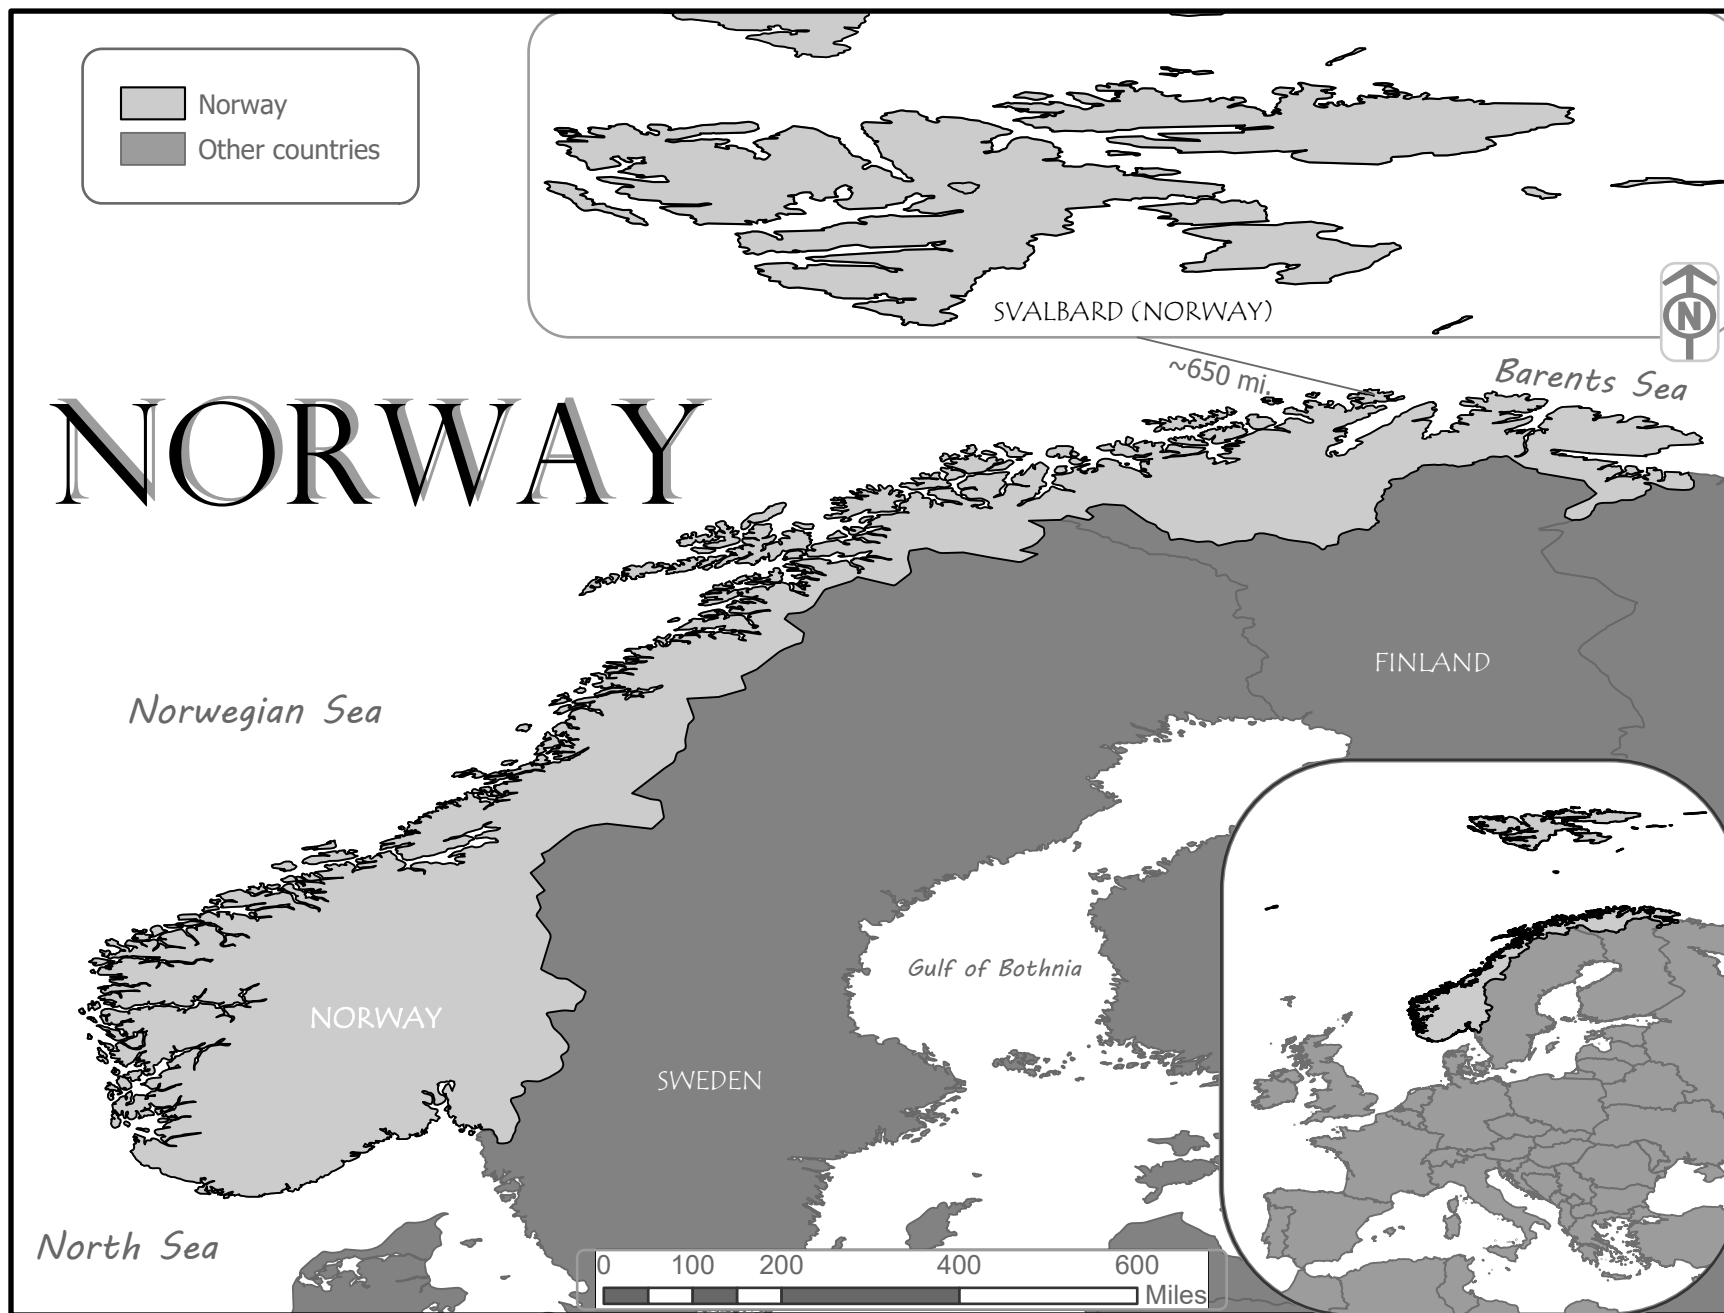 Norway
Other countries
SVALBARD (NORWAY)
N
~650 mi.
Barents Sea
NORWAY
FINLAND
Norwegian Sea
Gulf of Bothnia
NORWAY
SWEDEN
North Sea
0 100 200 400 600
Miles